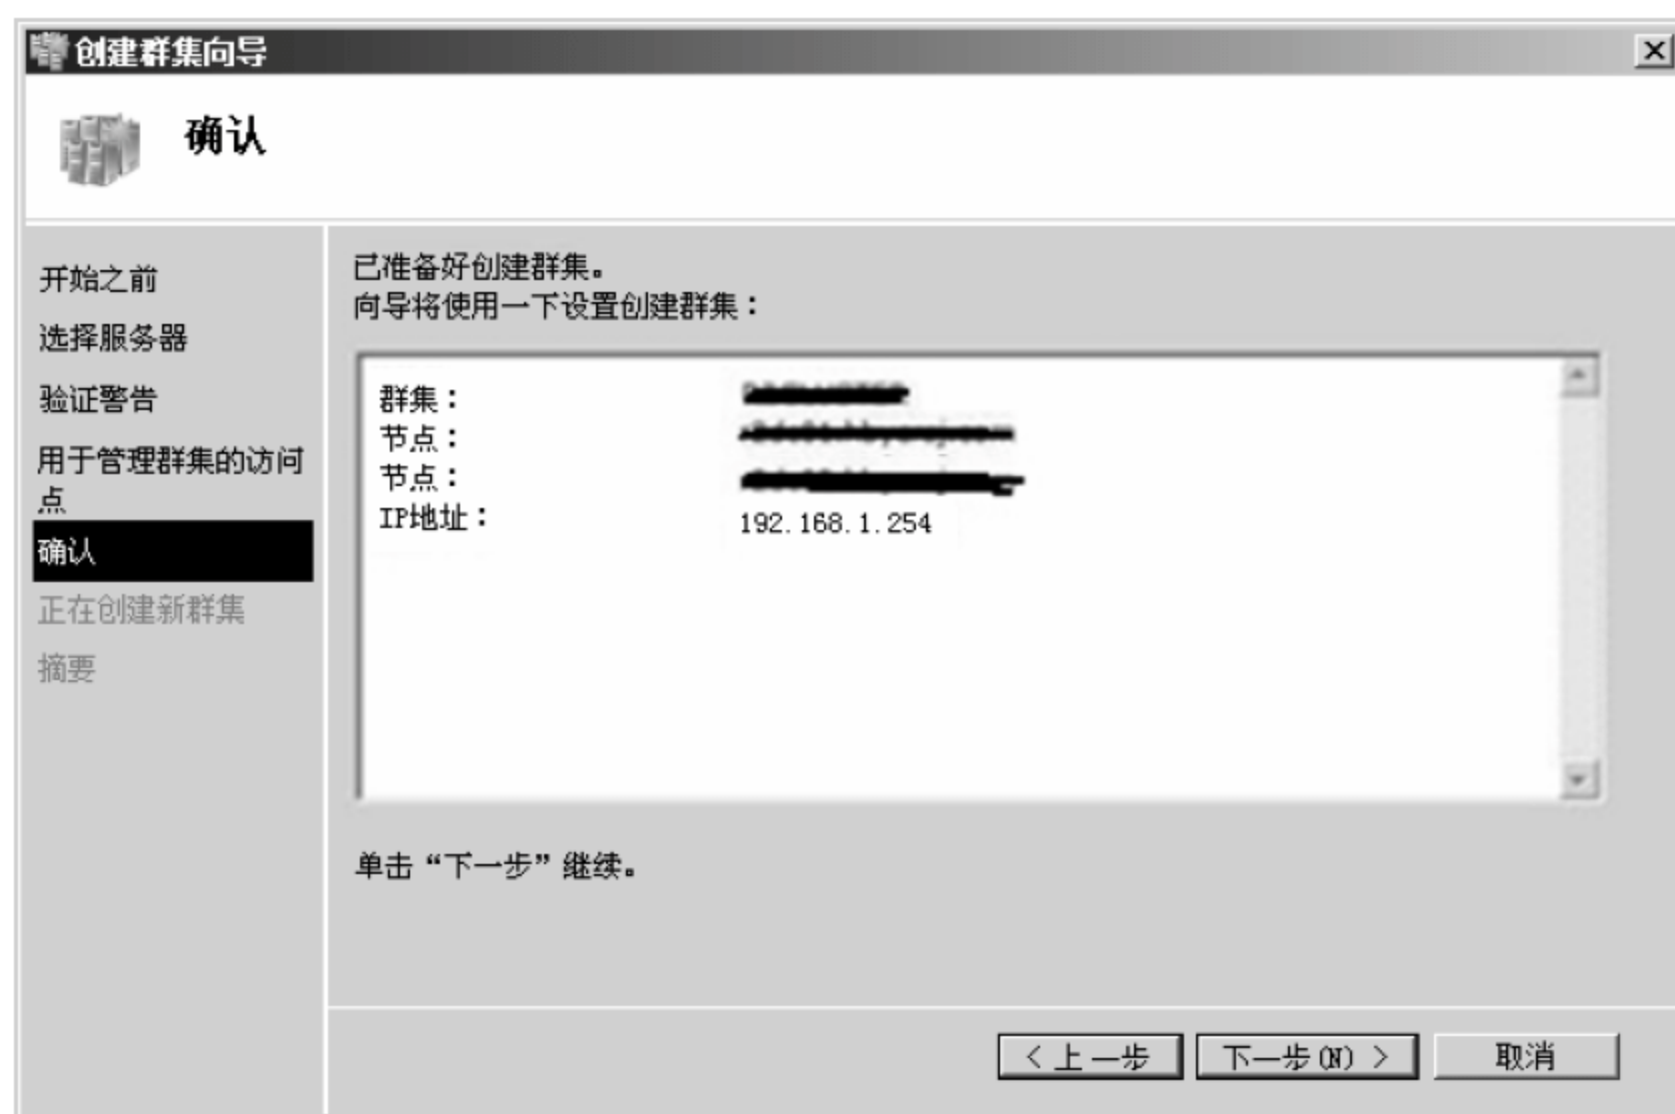 创建群集向导
确认
开始之前
选择服务器
验证警告
用于管理群集的访问
点
确认
正在创建新群集
摘要
已准备好创建群集。
向导将使用一下设置创建群集：
群集：
节点：
节点：
IP地址： 192.168.1.254
单击“下一步”继续。
< 上一步 下一步(N) > 取消